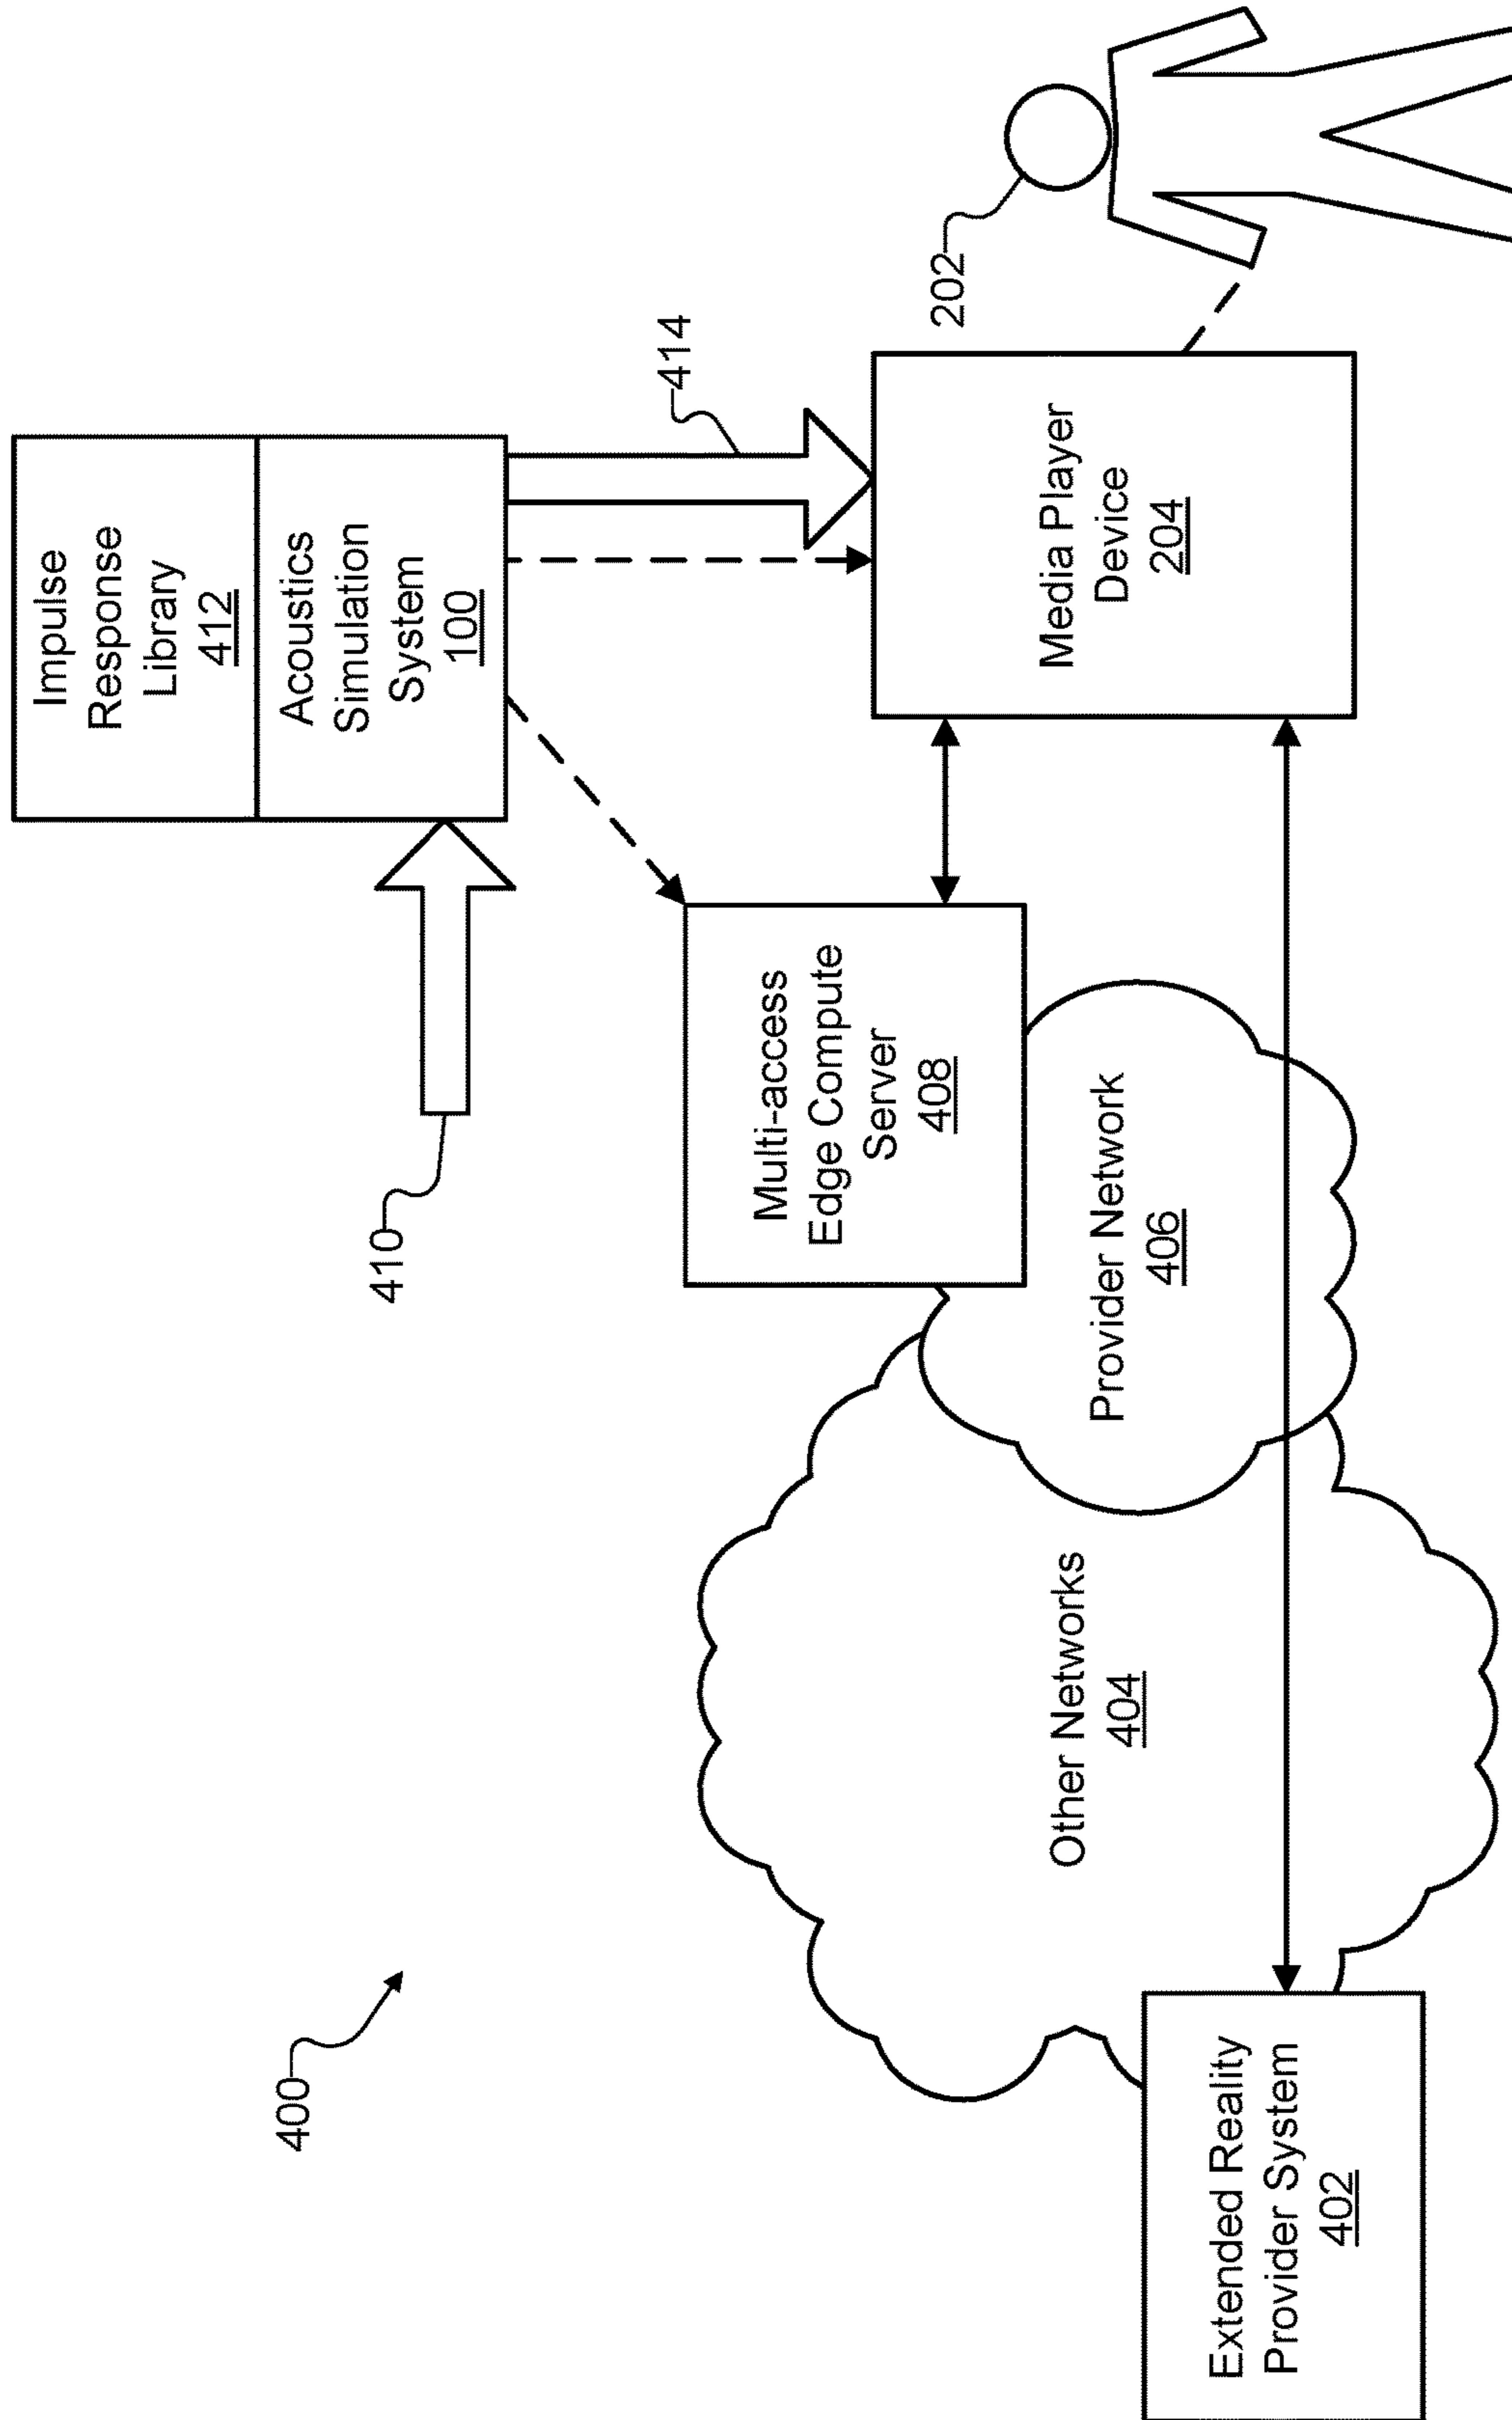 400
410
Impulse
Response
Library
412
Acoustics
Simulation
System
100
414
202
Multi-access
Edge Compute
Server
408
Media Player
Device
204
Other Networks
404
Provider Network
406
Extended Reality
Provider System
402